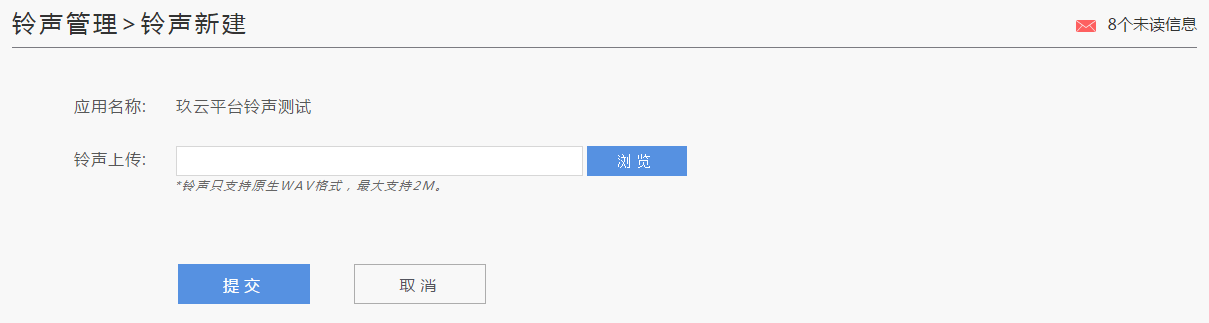 铃声管理>铃声新建
8个未读信息
应用名称: 玖云平台铃声测试
铃声上传: 浏览
*铃声只支持原生WAV格式，最大支持2M。
提交 取消